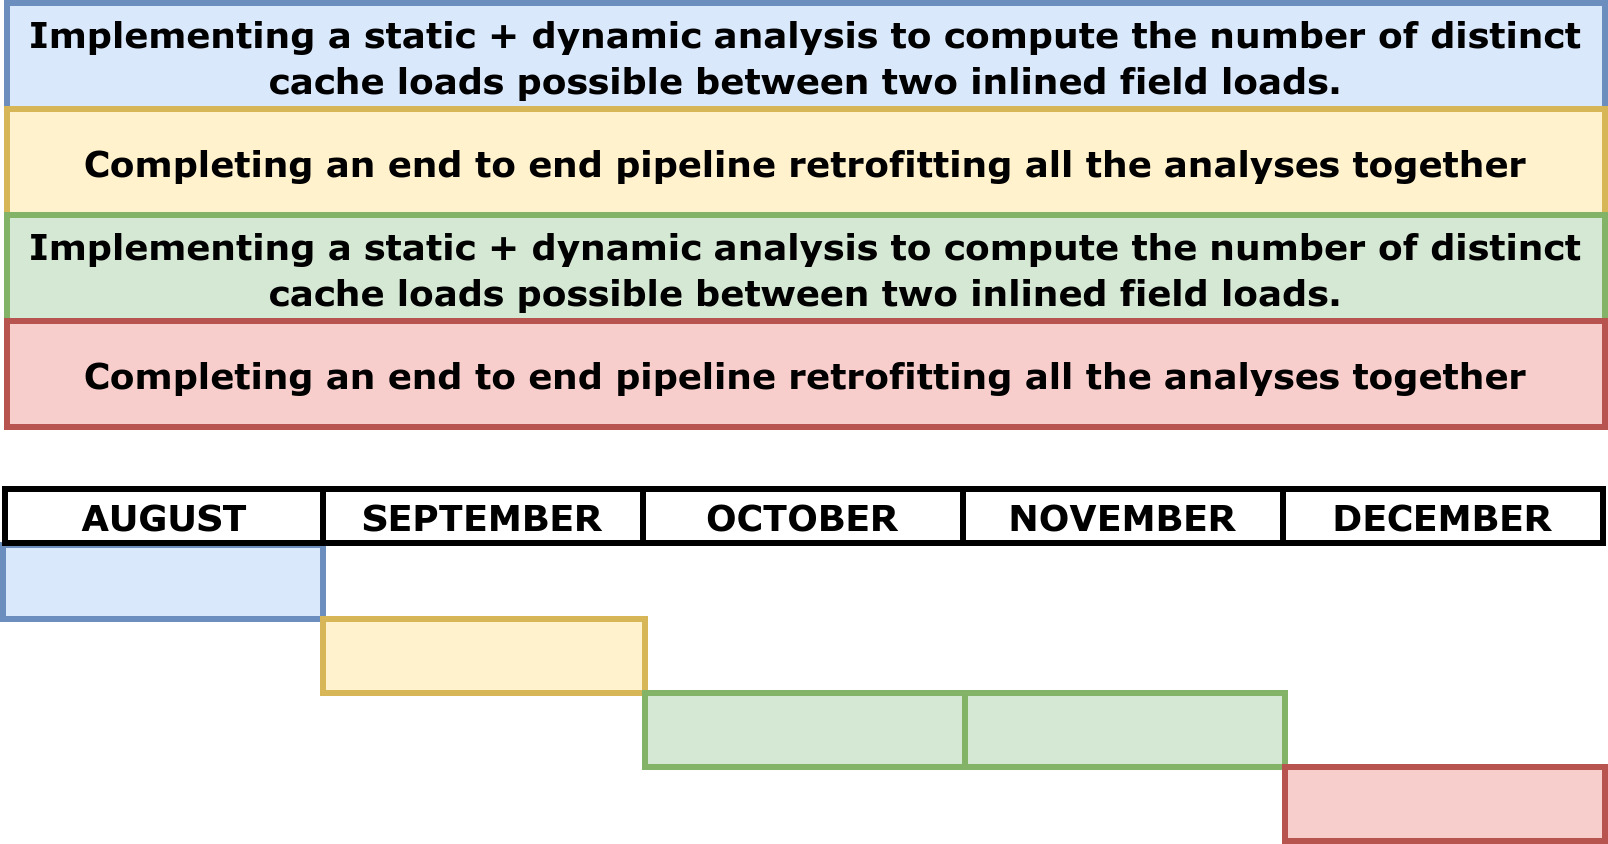 Implementing a static + dynamic analysis to compute the number of distinct
cache loads possible between two inlined field loads.
Completing an end to end pipeline retrofitting all the analyses together
Implementing a static + dynamic analysis to compute the number of distinct
cache loads possible between two inlined field loads.
Completing an end to end pipeline retrofitting all the analyses together
AUGUST SEPTEMBER OCTOBER NOVEMBER DECEMBER